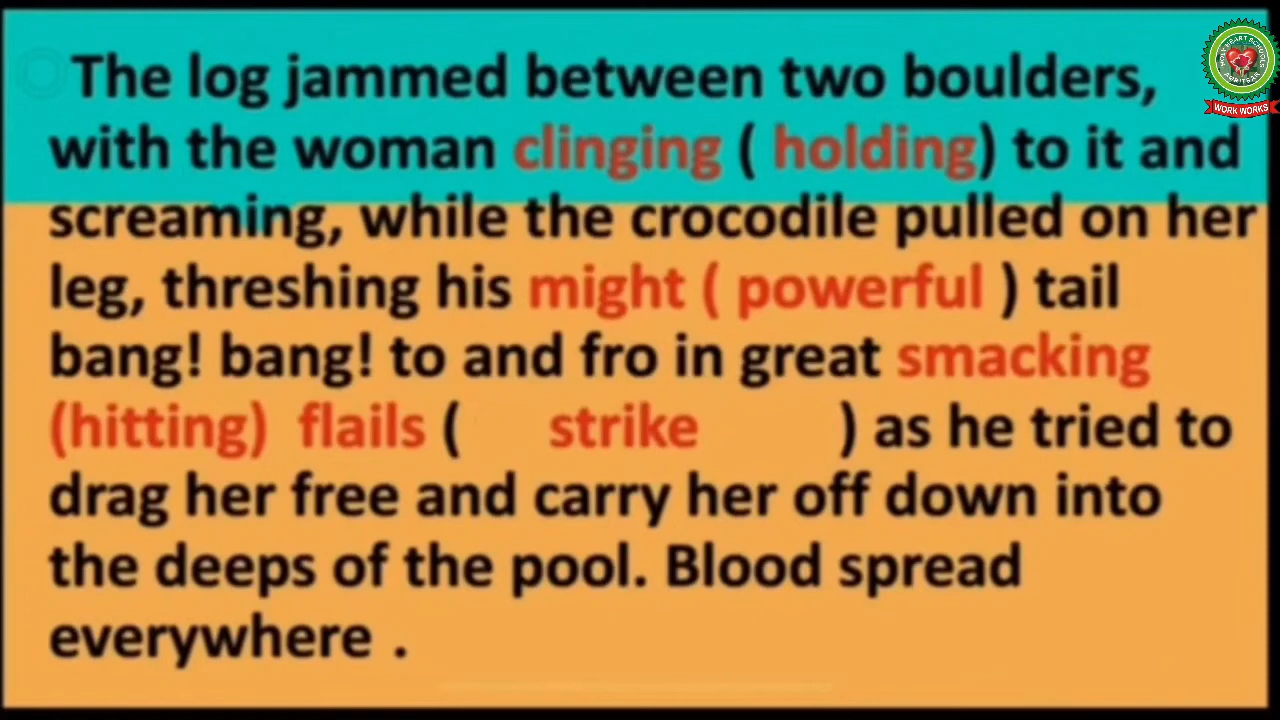 The log jammed between two boulders,
with the woman clinging ( holding) to it and
screaming, while the crocodile pulled on her
leg, threshing his might ( powerful ) tail
bang! bang! to and fro in great smacking
(hitting) flails ( strike ) as he tried to
drag her free and carry her off down into
the deeps of the pool. Blood spread
everywhere .
WORK WORKS